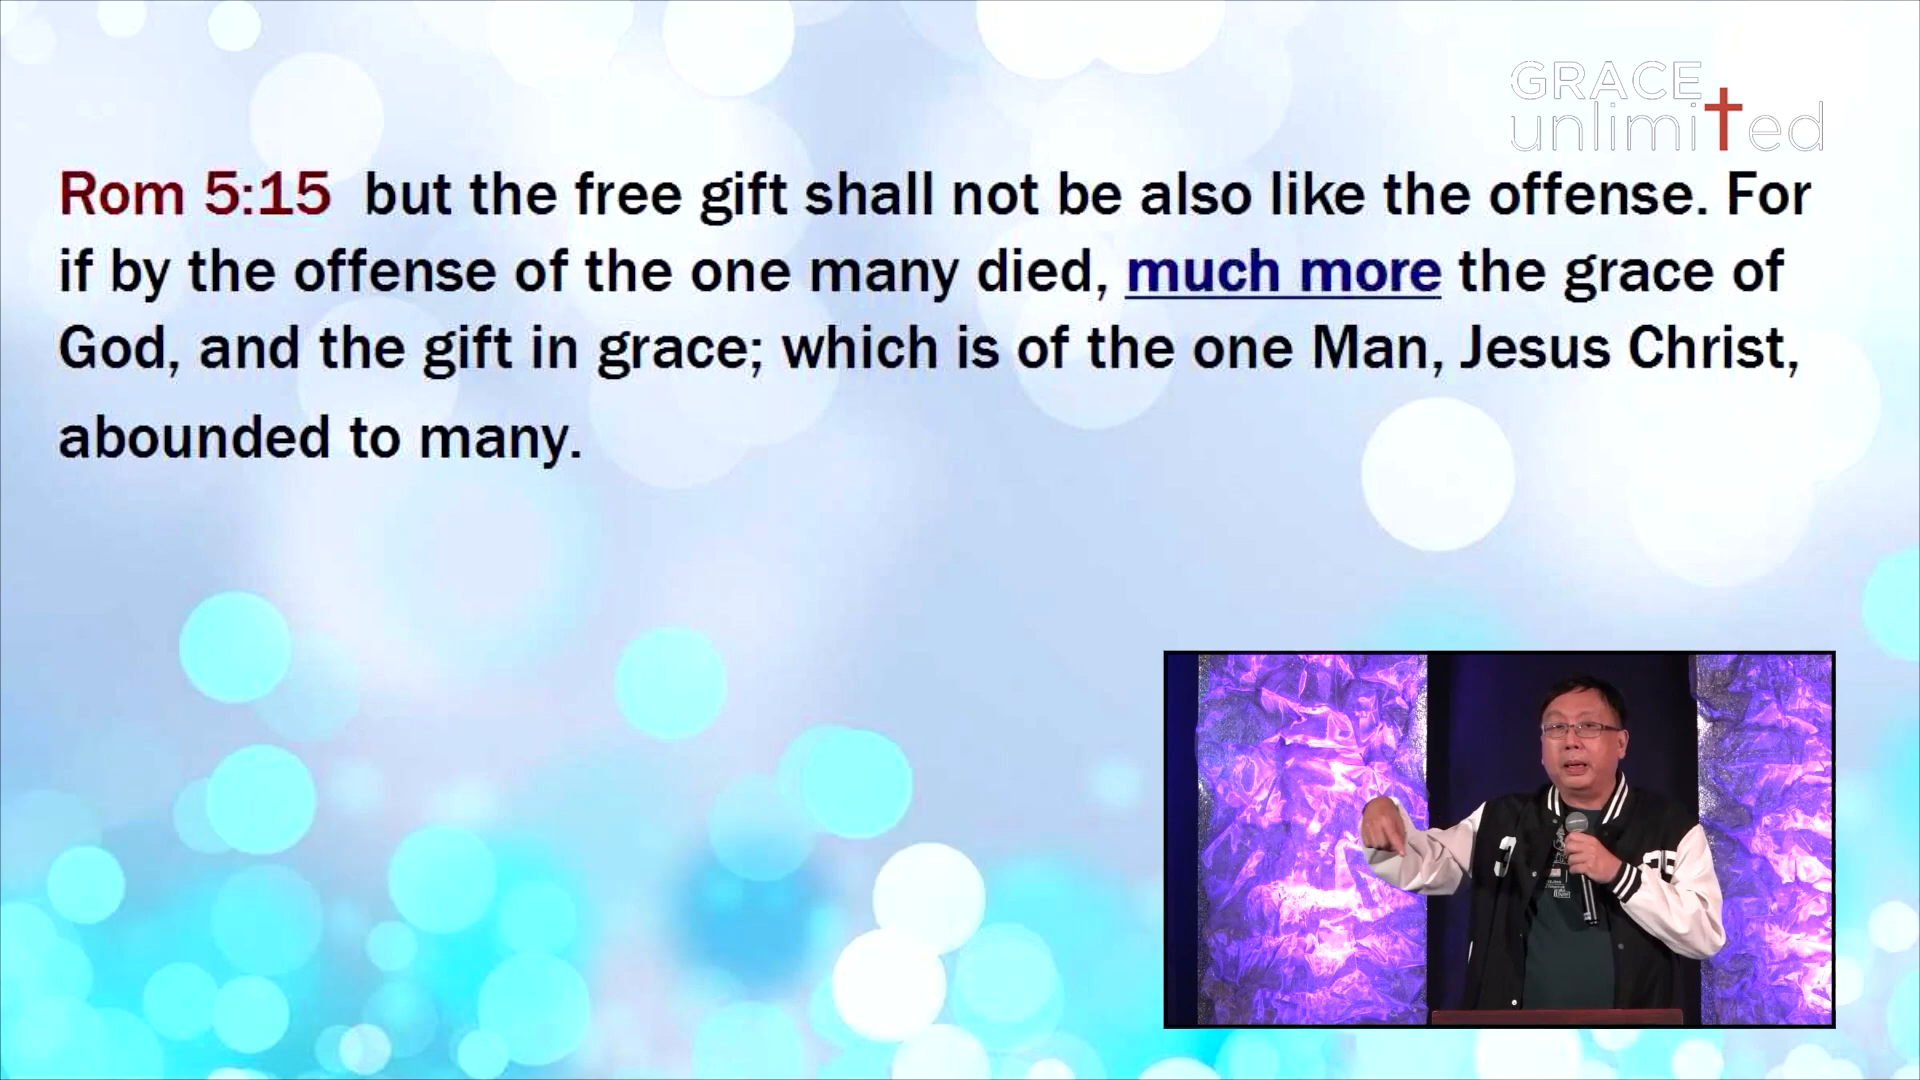 GRACE
unlimited
Rom 5:15 but the free gift shall not be also like the offense. For
if by the offense of the one many died, much more the grace of
God, and the gift in grace; which is of the one Man, Jesus Christ,
abounded to many.
3